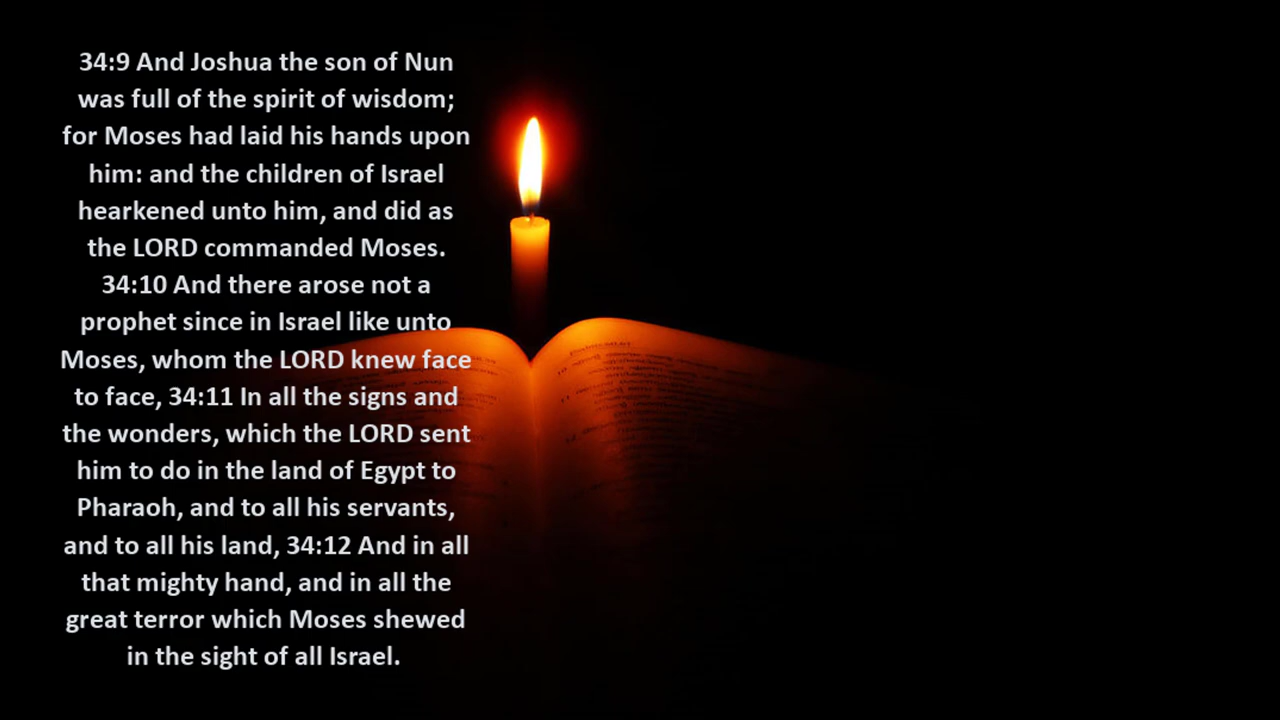 34:9 And Joshua the son of Nun
was full of the spirit of wisdom;
for Moses had laid his hands upon
him: and the children of Israel
hearkened unto him, and did as
the LORD commanded Moses.
34:10 And there arose not a
prophet since in Israel like unto
Moses, whom the LORD knew face
to face, 34:11 In all the signs and
the wonders, which the LORD sent
him to do in the land of Egypt to
Pharaoh, and to all his servants,
and to all his land, 34:12 And in all
that mighty hand, and in all the
great terror which Moses shewed
in the sight of all Israel.